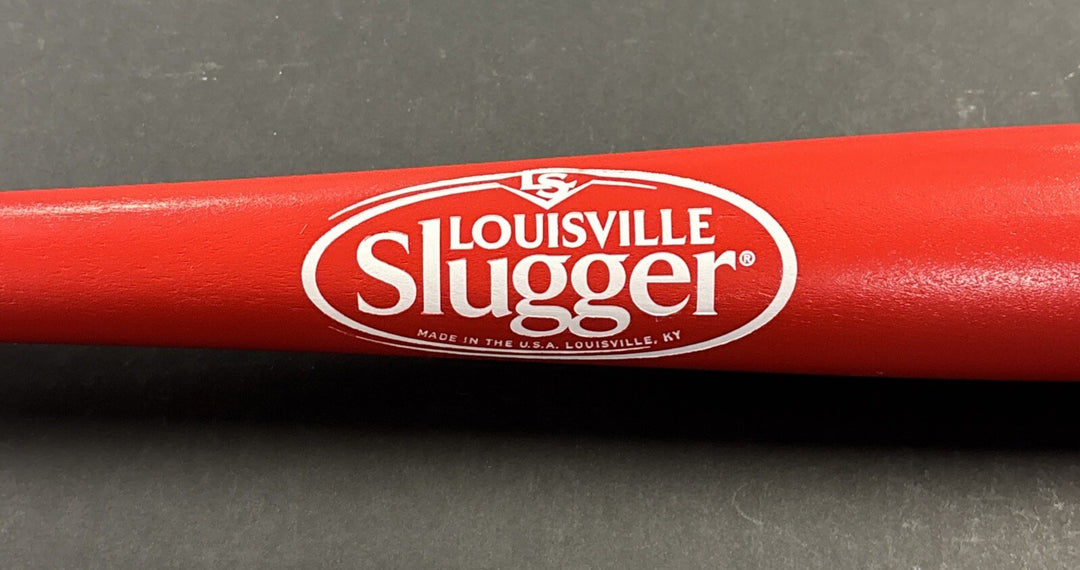 LS
LOUISVILLE
Slugger®
MADE IN THE U.S.A. LOUISVILLE, KY